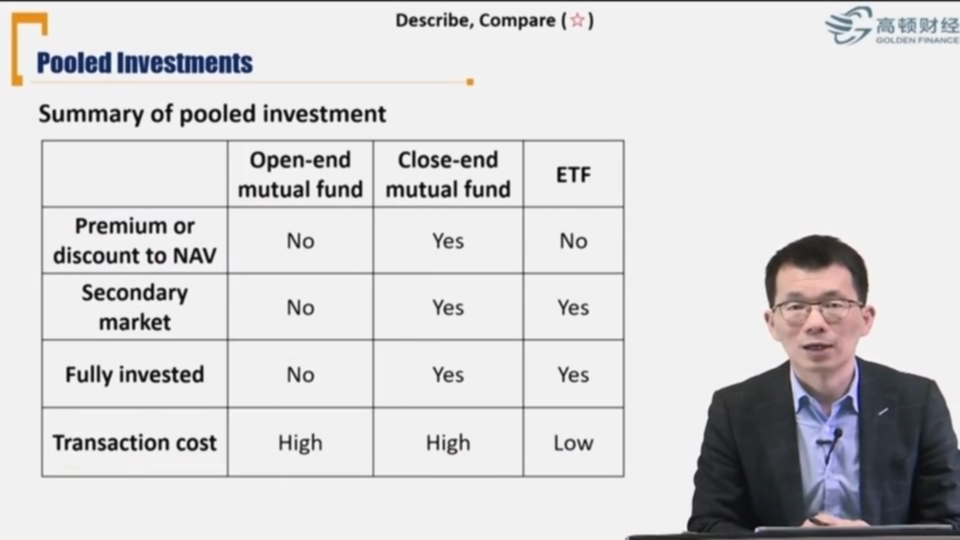 Describe, Compare (☆)
高顿财经
GOLDEN FINANCE
Pooled Investments
Summary of pooled investment
Open-end mutual fund
Close-end mutual fund
ETF
Premium or discount to NAV
No
Yes
No
Secondary market
No
Yes
Yes
Fully invested
No
Yes
Yes
Transaction cost
High
High
Low